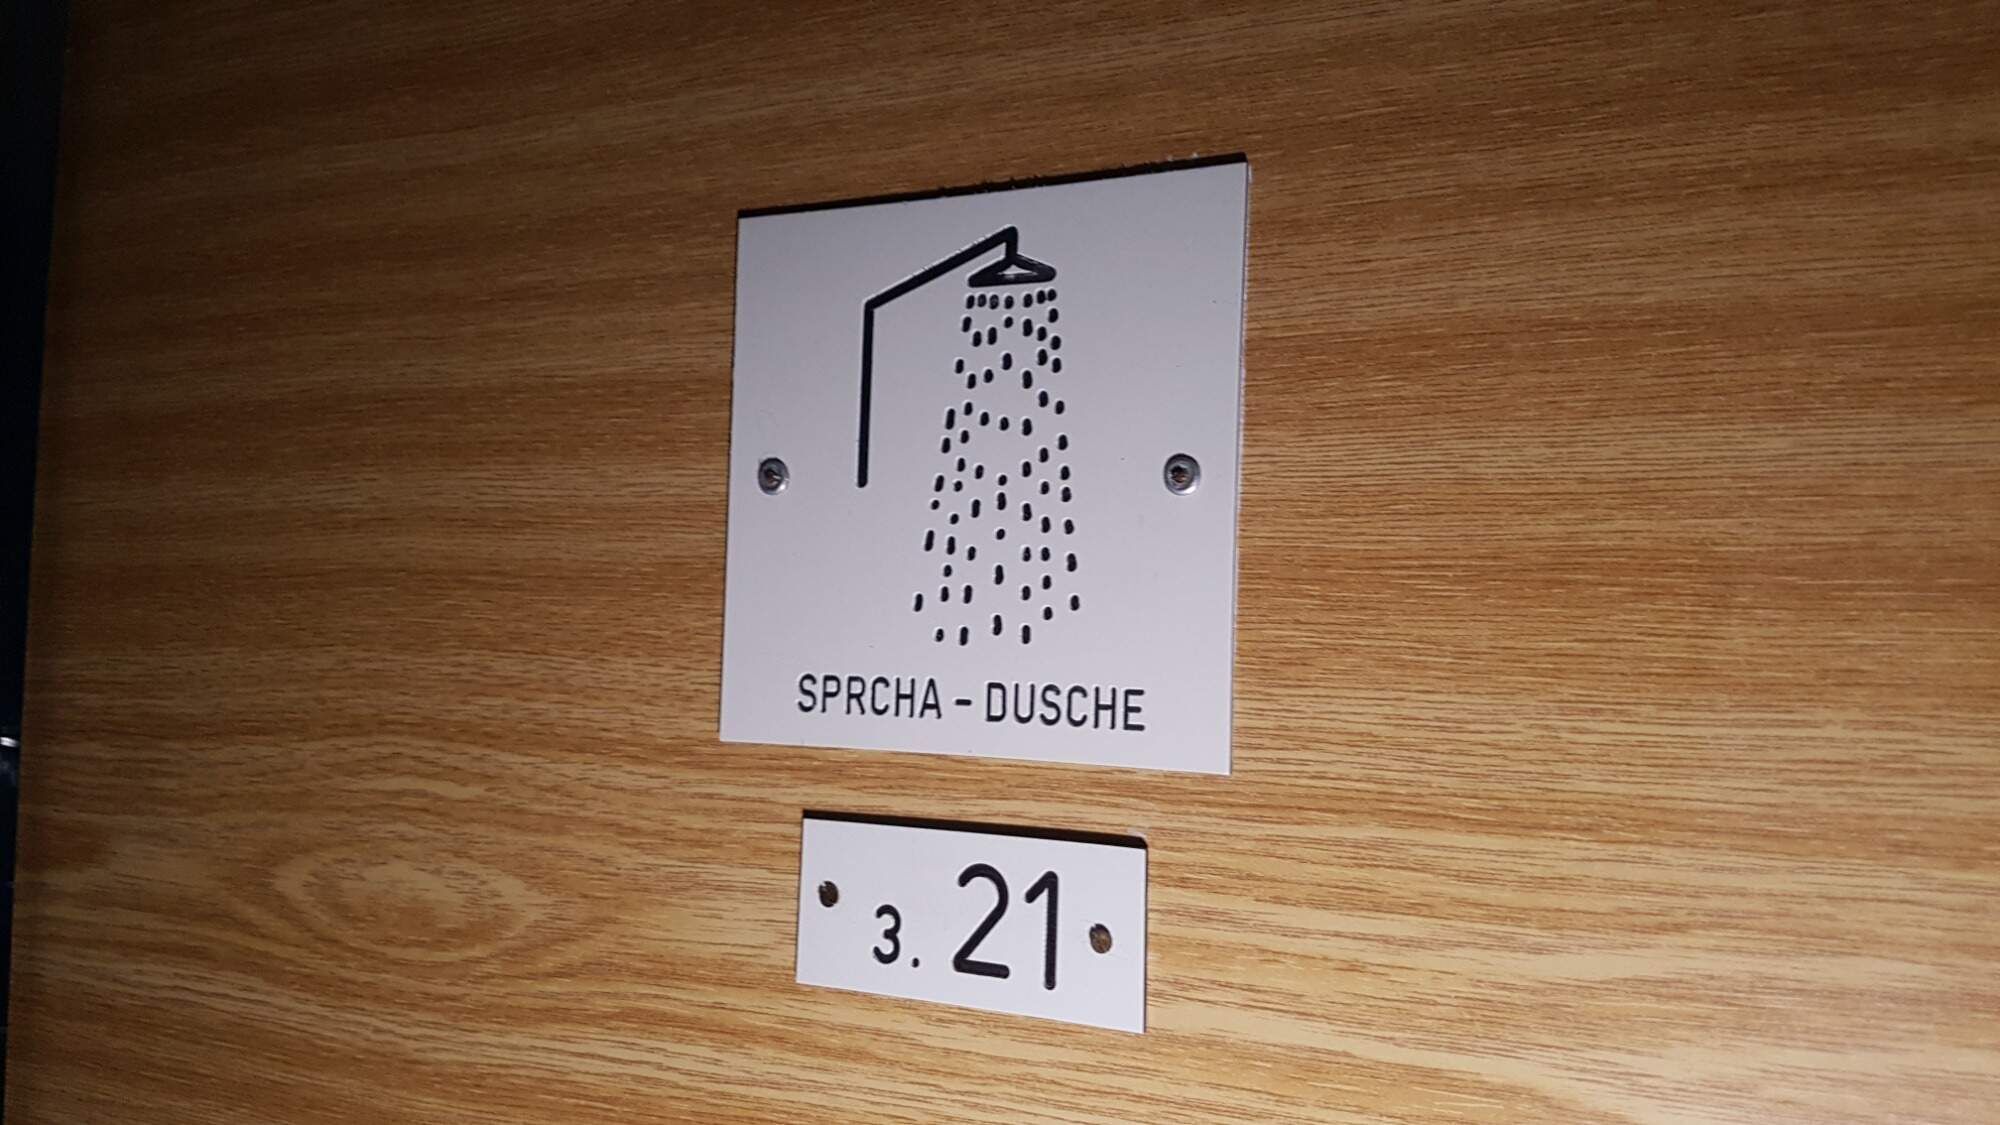 SPRCHA - DUSCHE
3. 21